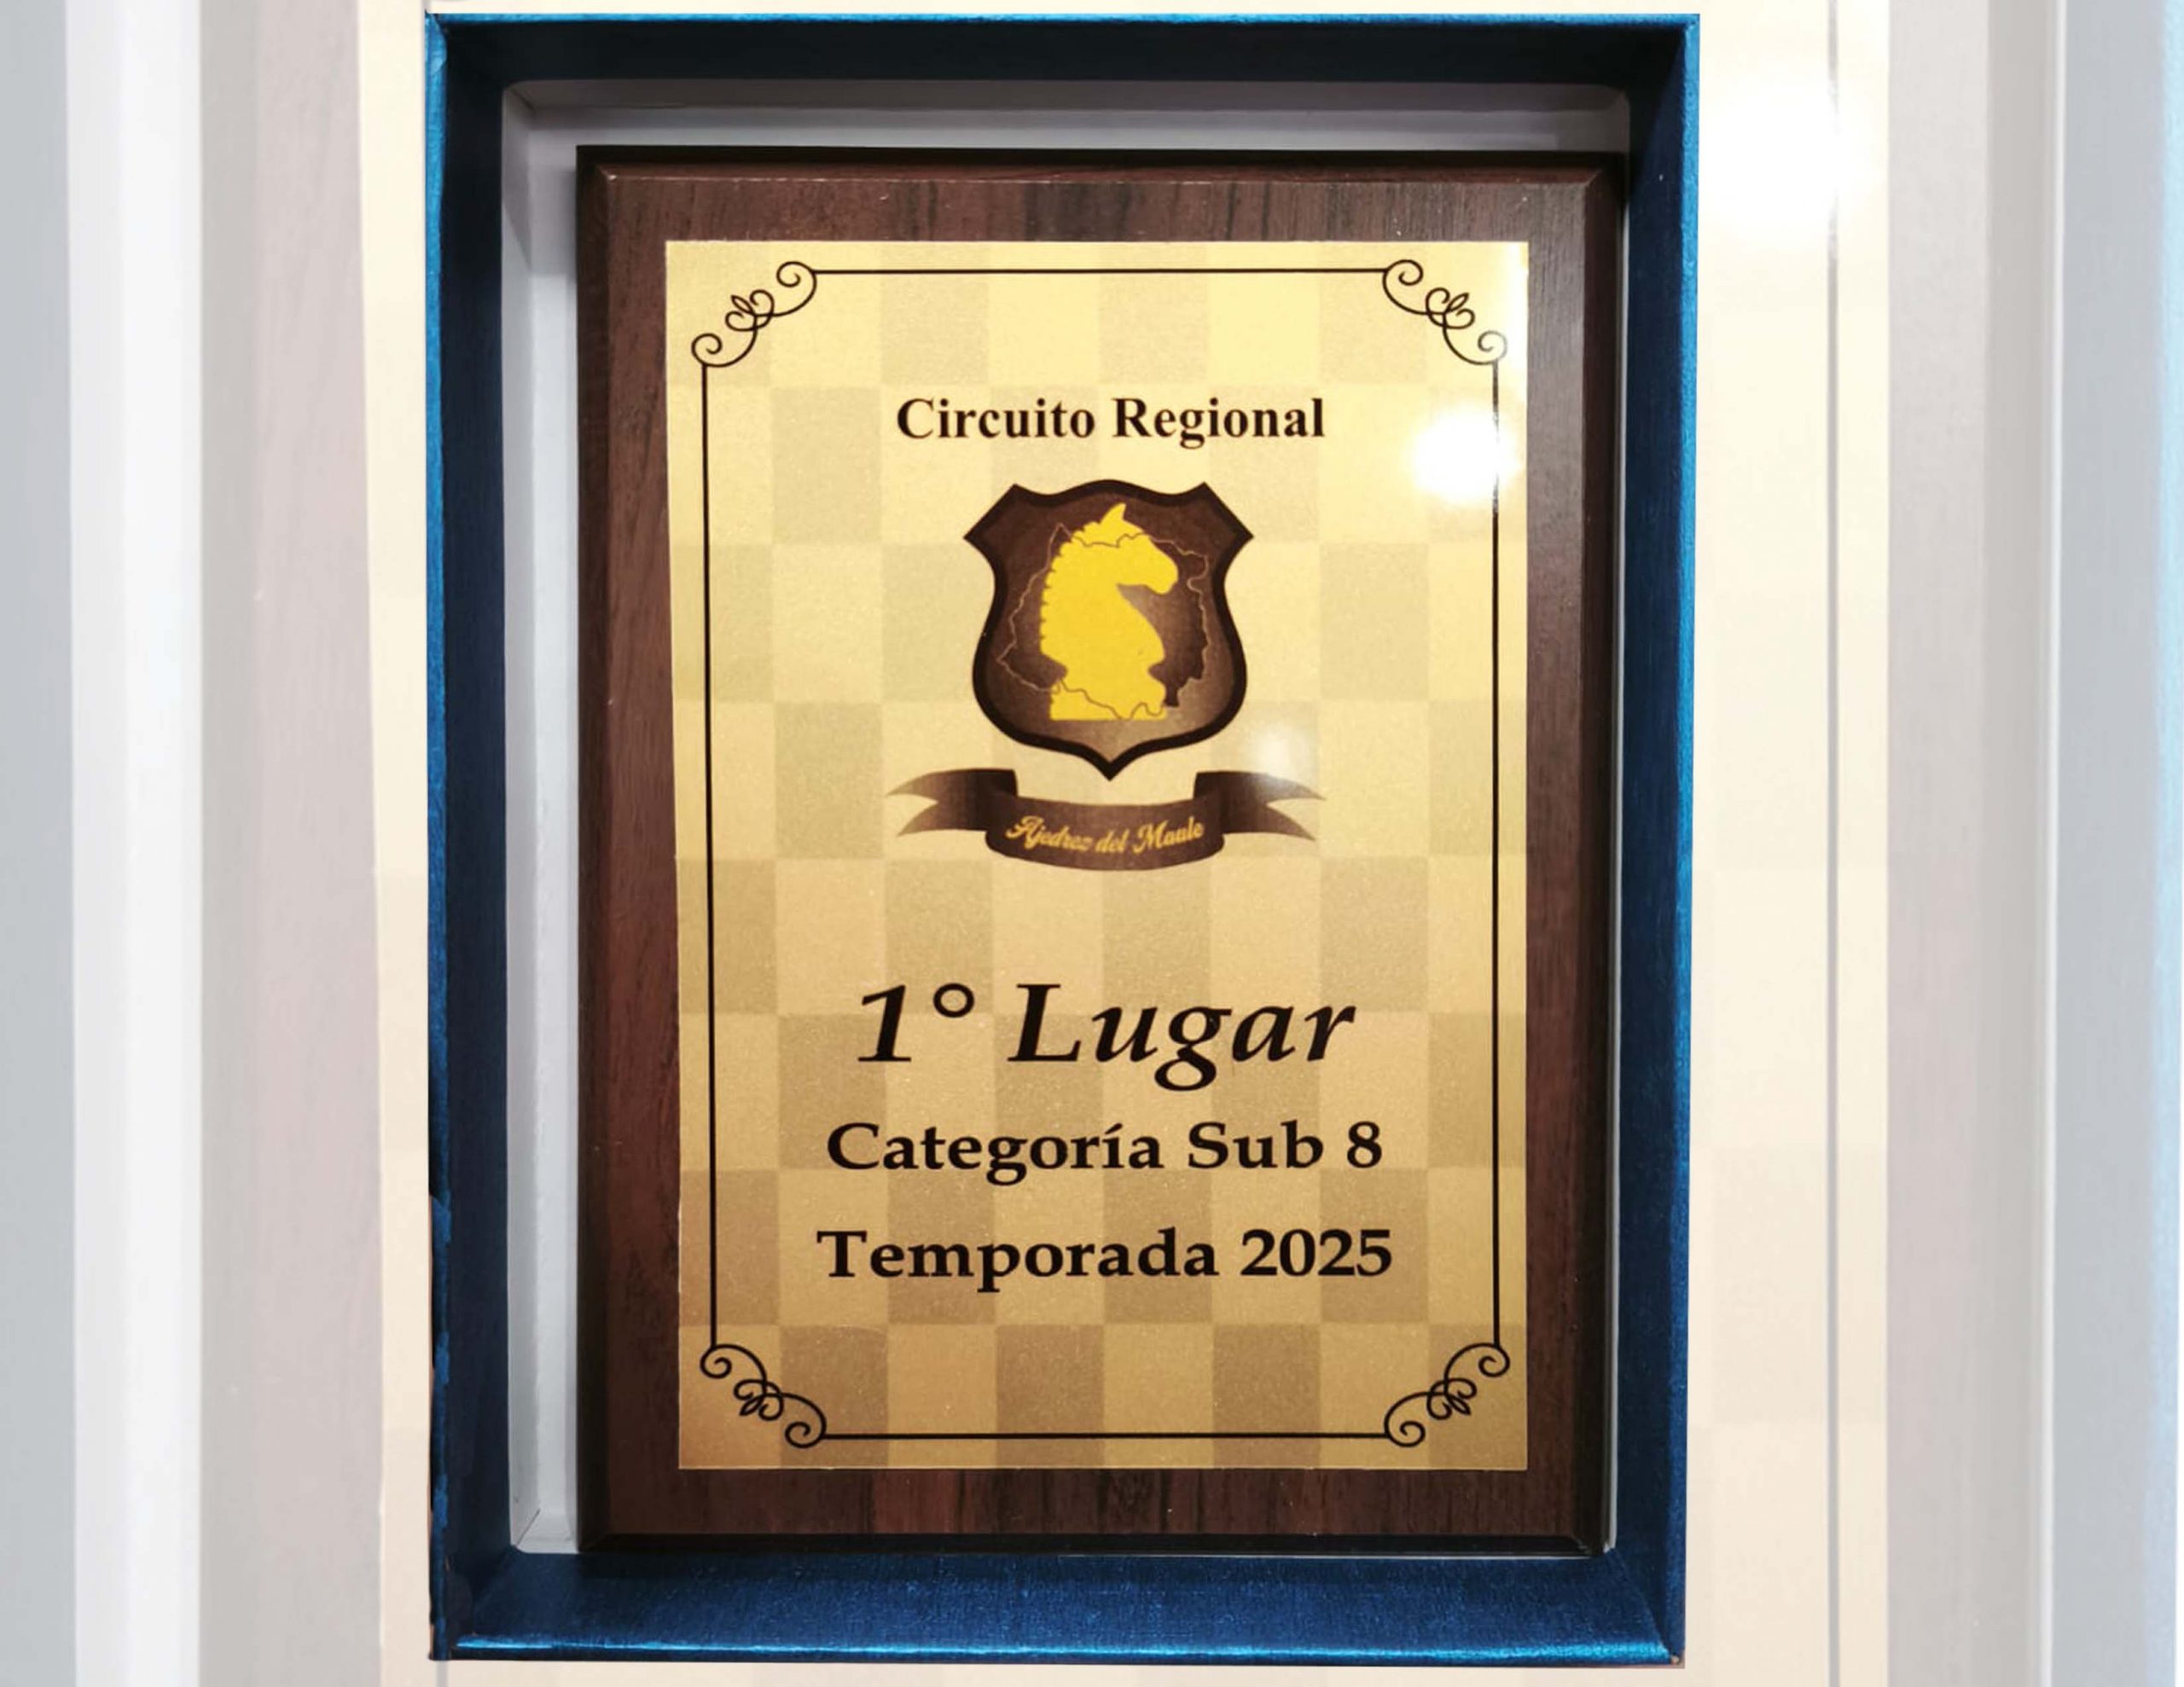 Circuito Regional
Ajedrez del Maule
1° Lugar
Categoría Sub 8
Temporada 2025